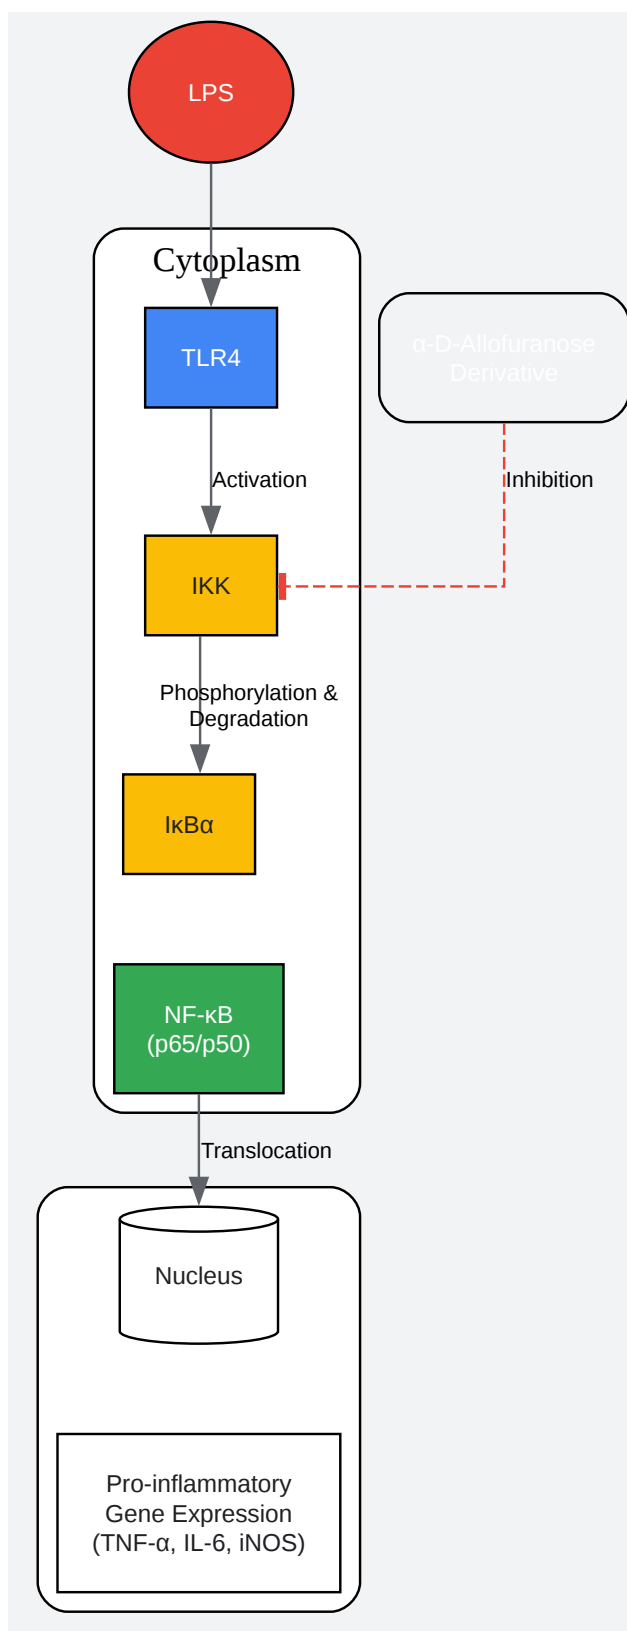 LPS
Cytoplasm
TLR4
α-D-Allofuranose
Derivative
Activation
Inhibition
IKK
Phosphorylation &
Degradation
IκBα
NF-κB
(p65/p50)
Translocation
Nucleus
Pro-inflammatory
Gene Expression
(TNF-α, IL-6, iNOS)